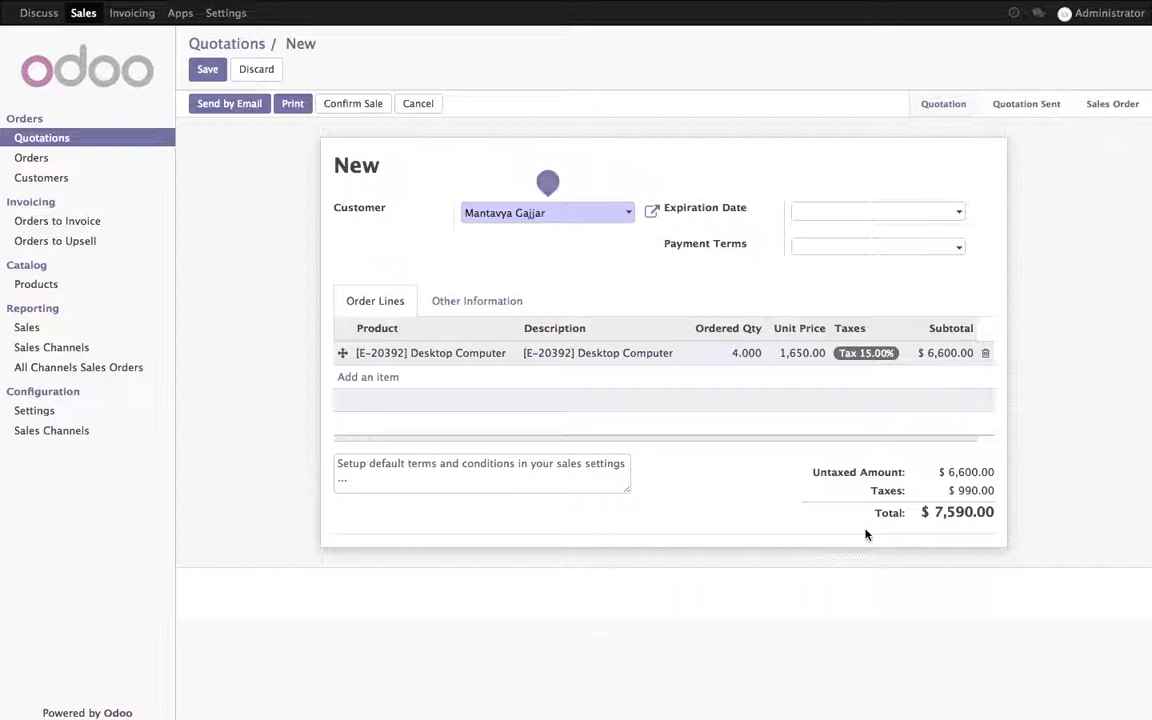 Discuss Sales Invoicing Apps Settings Administrator
odoo
Quotations / New
Save Discard
Send by Email Print Confirm Sale Cancel Quotation Quotation Sent Sales Order
Orders
Quotations
Orders
Customers
Invoicing
Orders to Invoice
Orders to Upsell
Catalog
Products
Reporting
Sales
Sales Channels
All Channels Sales Orders
Configuration
Settings
Sales Channels
Powered by Odoo
New
Customer Mantavya Gajjar Expiration Date
Payment Terms
Order Lines Other Information
Product Description Ordered Qty Unit Price Taxes Subtotal
[E-20392] Desktop Computer [E-20392] Desktop Computer 4.000 1,650.00 Tax 15.00% $ 6,600.00
Add an item
Setup default terms and conditions in your sales settings
...
Untaxed Amount: $ 6,600.00
Taxes: $ 990.00
Total: $ 7,590.00